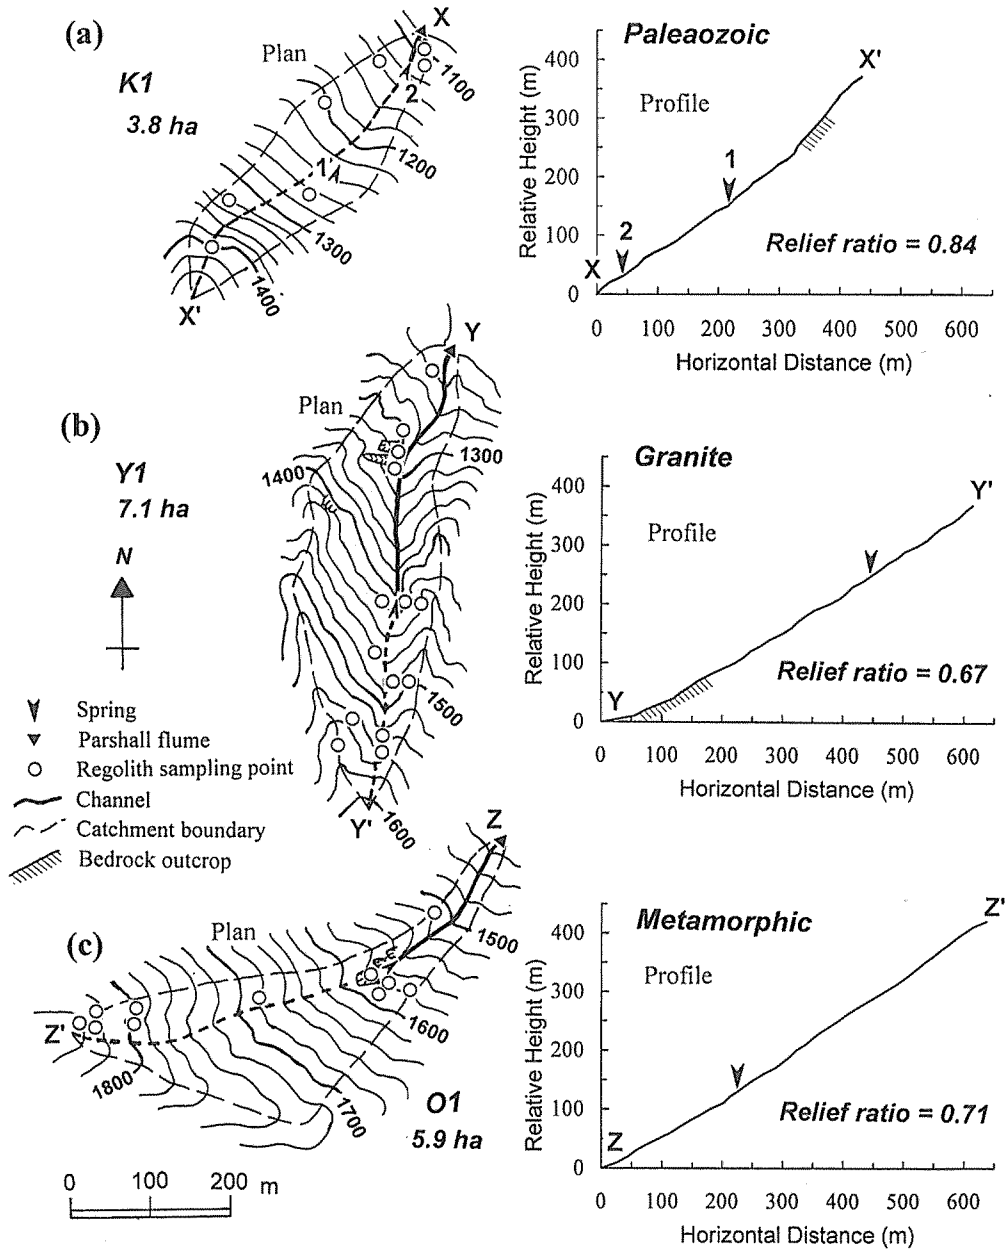 (a)
K1
3.8 ha
Plan
X
1100
2
1200
1
1300
1400
X'
Paleaozoic
Profile
X'
1
2
X
Relief ratio = 0.84
Relative Height (m)
400
300
200
100
0
0 100 200 300 400 500 600
Horizontal Distance (m)
(b)
Y1
7.1 ha
N
Plan
Y
1300
1400
1500
1600
Y'
Granite
Profile
Y'
Y
Relief ratio = 0.67
Relative Height (m)
400
300
200
100
0
0 100 200 300 400 500 600
Horizontal Distance (m)
Spring
Parshall flume
Regolith sampling point
Channel
Catchment boundary
Bedrock outcrop
(c)
Plan
Z
1500
1600
1700
1800
Z'
O1
5.9 ha
0 100 200 m
Metamorphic
Profile
Z'
Z
Relief ratio = 0.71
Relative Height (m)
400
300
200
100
0
0 100 200 300 400 500 600
Horizontal Distance (m)